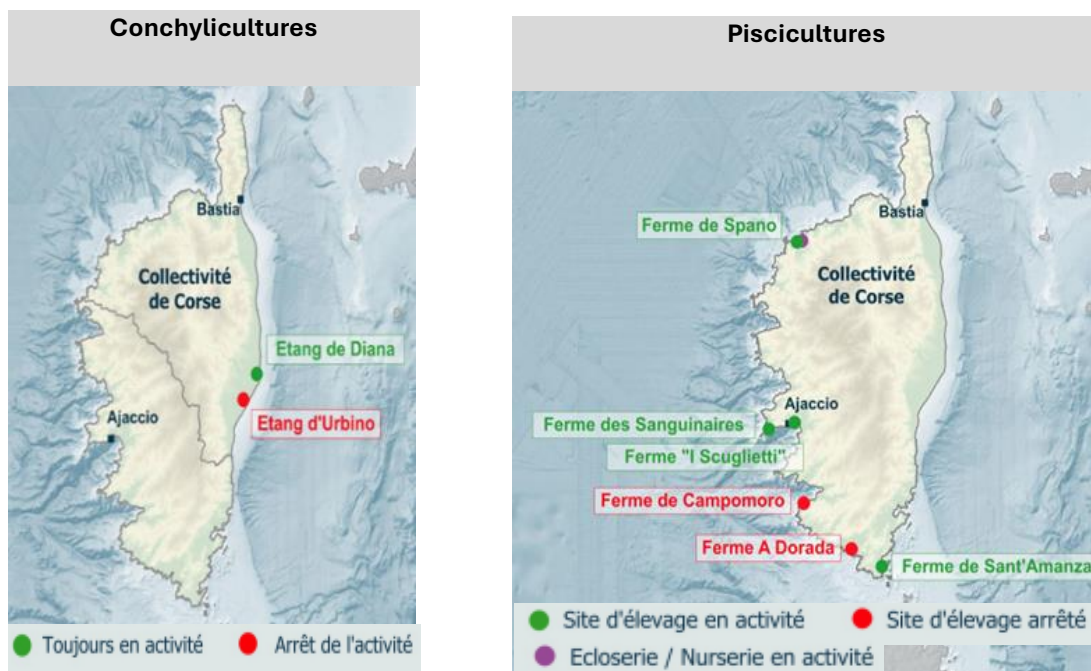 Conchylicultures
Bastia
Collectivité
de Corse
Etang de Diana
Etang d'Urbino
Ajaccio
Toujours en activité
Arrêt de l'activité
Piscicultures
Ferme de Spano
Bastia
Collectivité
de Corse
Ajaccio
Ferme des Sanguinaires
Ferme "I Scuglietti"
Ferme de Campomoro
Ferme A Dorada
Ferme de Sant'Amanza
Site d'élevage en activité
Site d'élevage arrêté
Ecloserie / Nurserie en activité